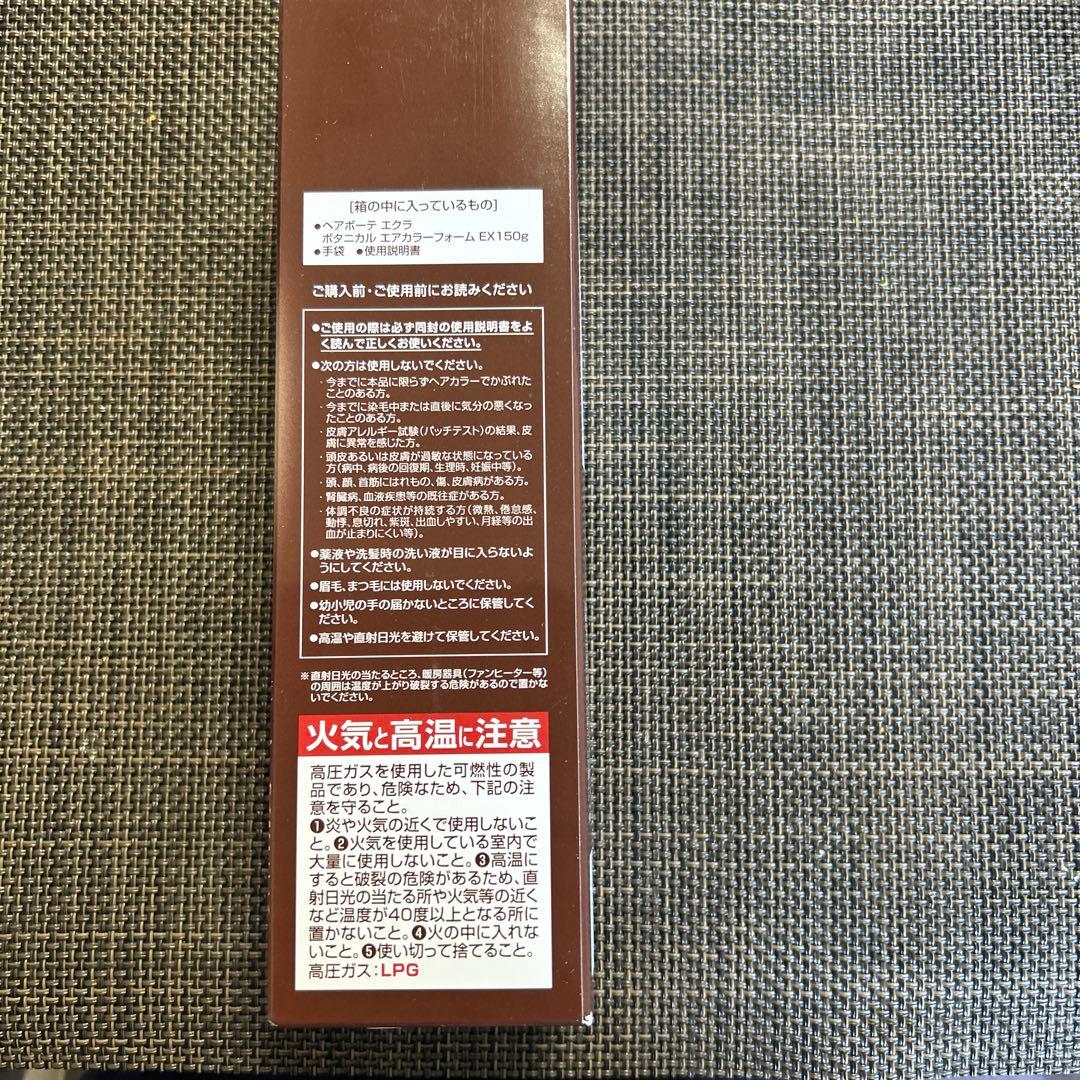 [箱の中に入っているもの]
●ヘアボーテ エクラ
ボタニカル エアカラーフォーム EX150g
●手袋 ●使用説明書
ご購入前・ご使用前にお読みください
●ご使用の際は必ず同封の使用説明書をよ
く読んで正しくお使いください。
●次の方は使用しないでください。
・今までに本品に限らずヘアカラーでかぶれた
ことのある方。
・今までに染毛中または直後に気分の悪くなっ
たことのある方。
・皮膚アレルギー試験(パッチテスト)の結果、皮
膚に異常を感じた方。
・頭皮あるいは皮膚が過敏な状態になっている
方(病中、病後の回復期、生理時、妊娠中等)。
・頭、顔、首筋にはれもの、傷、皮膚病がある方。
・腎臓病、血液疾患等の既往症がある方。
・体調不良の症状が持続する方(微熱、倦怠感、
動悸、息切れ、紫斑、出血しやすい、月経等の出
血が止まりにくい等)。
●薬液や洗髪時の洗い液が目に入らないよ
うにしてください。
●眉毛、まつ毛には使用しないでください。
●幼小児の手の届かないところに保管してく
ださい。
●高温や直射日光を避けて保管してください。
※直射日光の当たるところ、暖房器具(ファンヒーター等)
の周囲は温度が上がり破裂する危険があるので置かな
いでください。
火気と高温に注意
高圧ガスを使用した可燃性の製
品であり、危険なため、下記の注
意を守ること。
❶炎や火気の近くで使用しないこ
と。❷火気を使用している室内で
大量に使用しないこと。❸高温に
すると破裂の危険があるため、直
射日光の当たる所や火気等の近く
など温度が40度以上となる所に
置かないこと。❹火の中に入れな
いこと。❺使い切って捨てること。
高圧ガス:LPG